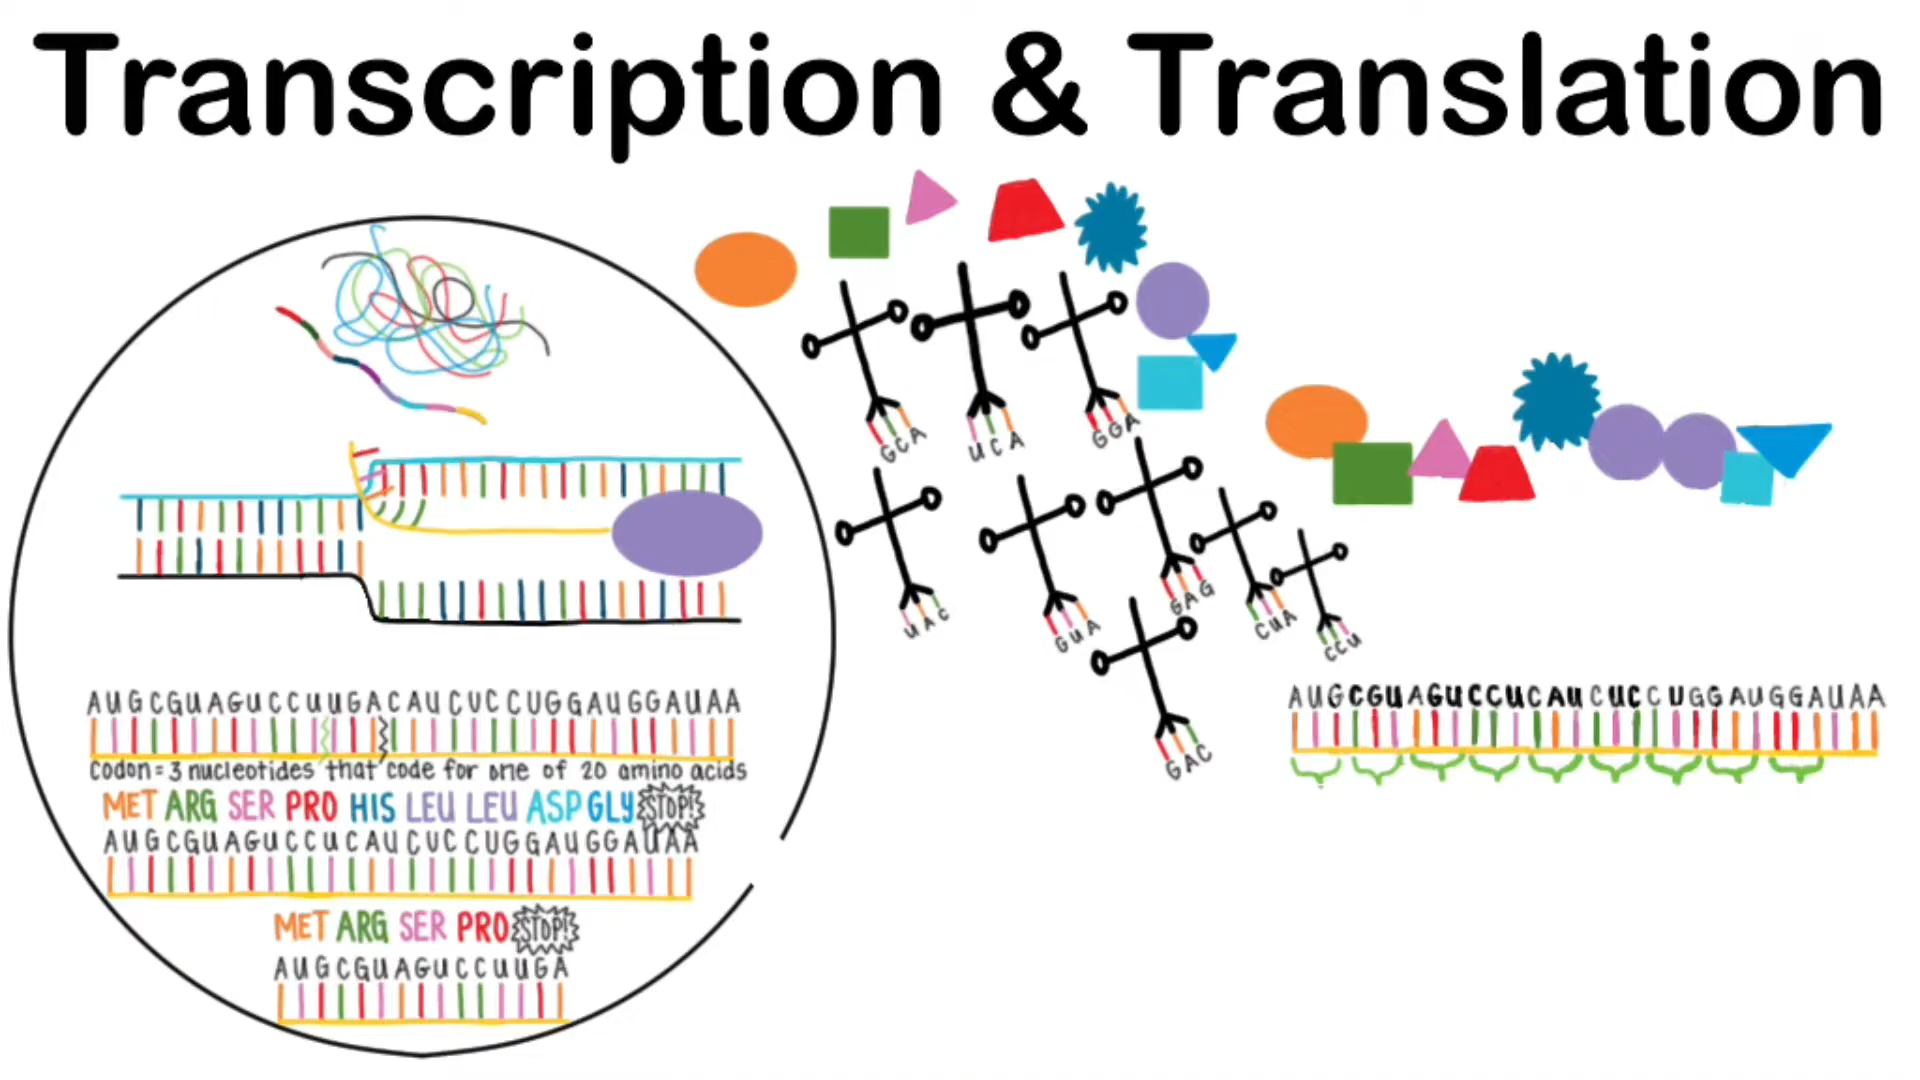 Transcription & Translation
GCA
UCA
GGA
UAC
GUA
GAG
CUA
CCU
GAC
AUGCGUAGUCCUUGACAUCUCCUGGAUGGAUAA
Codon = 3 nucleotides that code for one of 20 amino acids
MET ARG SER PRO HIS LEU LEU ASP GLY STOP!
AUGCGUAGUCCUCAUCUCCUGGAUGGAUAA
MET ARG SER PRO STOP!
AUGCGUAGUCCUUGA
AUGCGUAGUCCUCAUCUCCUGGAUGGAUAA